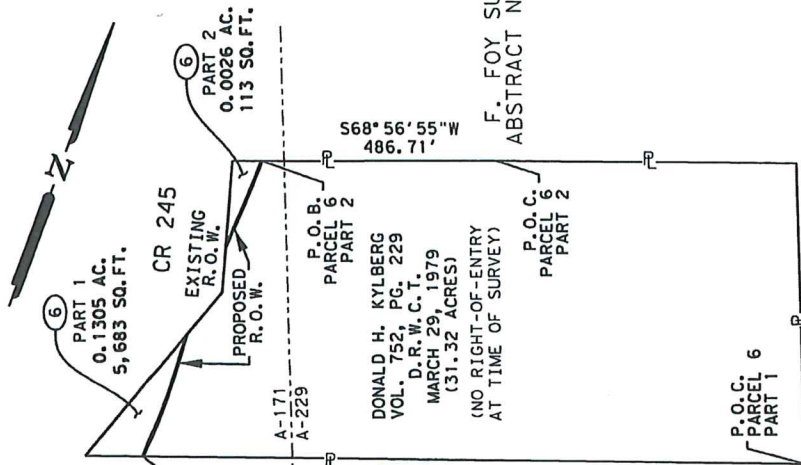 N
6
PART 1
0.1305 AC.
5,683 SQ.FT.
6
PART 2
0.0026 AC.
113 SQ.FT.
CR 245
EXISTING
R.O.W.
PROPOSED
R.O.W.
A-171
A-229
S68°56'55"W
486.71'
P.O.B.
PARCEL 6
PART 2
F. FOY SU
ABSTRACT N
DONALD H. KYLBERG
VOL. 752, PG. 229
D.R.W.C.T.
MARCH 29, 1979
(31.32 ACRES)
(NO RIGHT-OF-ENTRY
AT TIME OF SURVEY)
P.O.C.
PARCEL 6
PART 2
P.O.C.
PARCEL 6
PART 1